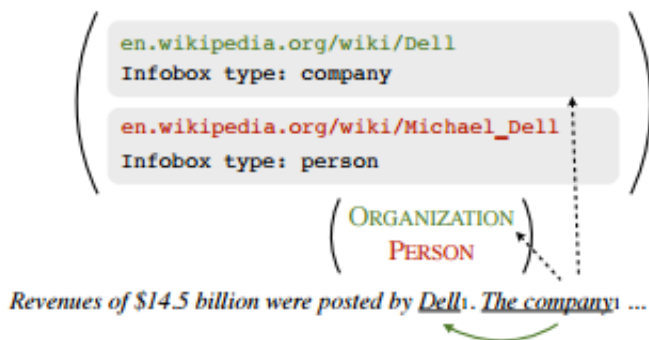 en.wikipedia.org/wiki/Dell
Infobox type: company
en.wikipedia.org/wiki/Michael_Dell
Infobox type: person
ORGANIZATION
PERSON
Revenues of $14.5 billion were posted by Dell1. The company1 ...